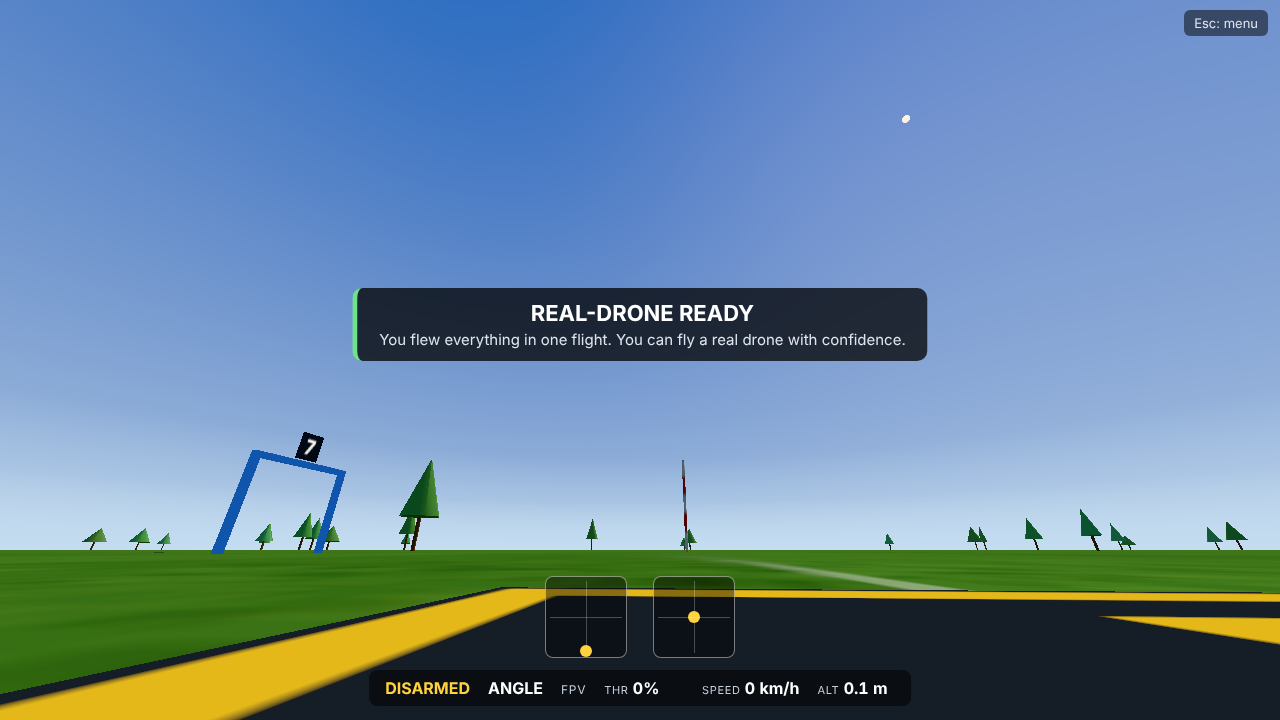 Esc: menu
REAL-DRONE READY
You flew everything in one flight. You can fly a real drone with confidence.
7
DISARMED ANGLE FPV THR 0% SPEED 0 km/h ALT 0.1 m